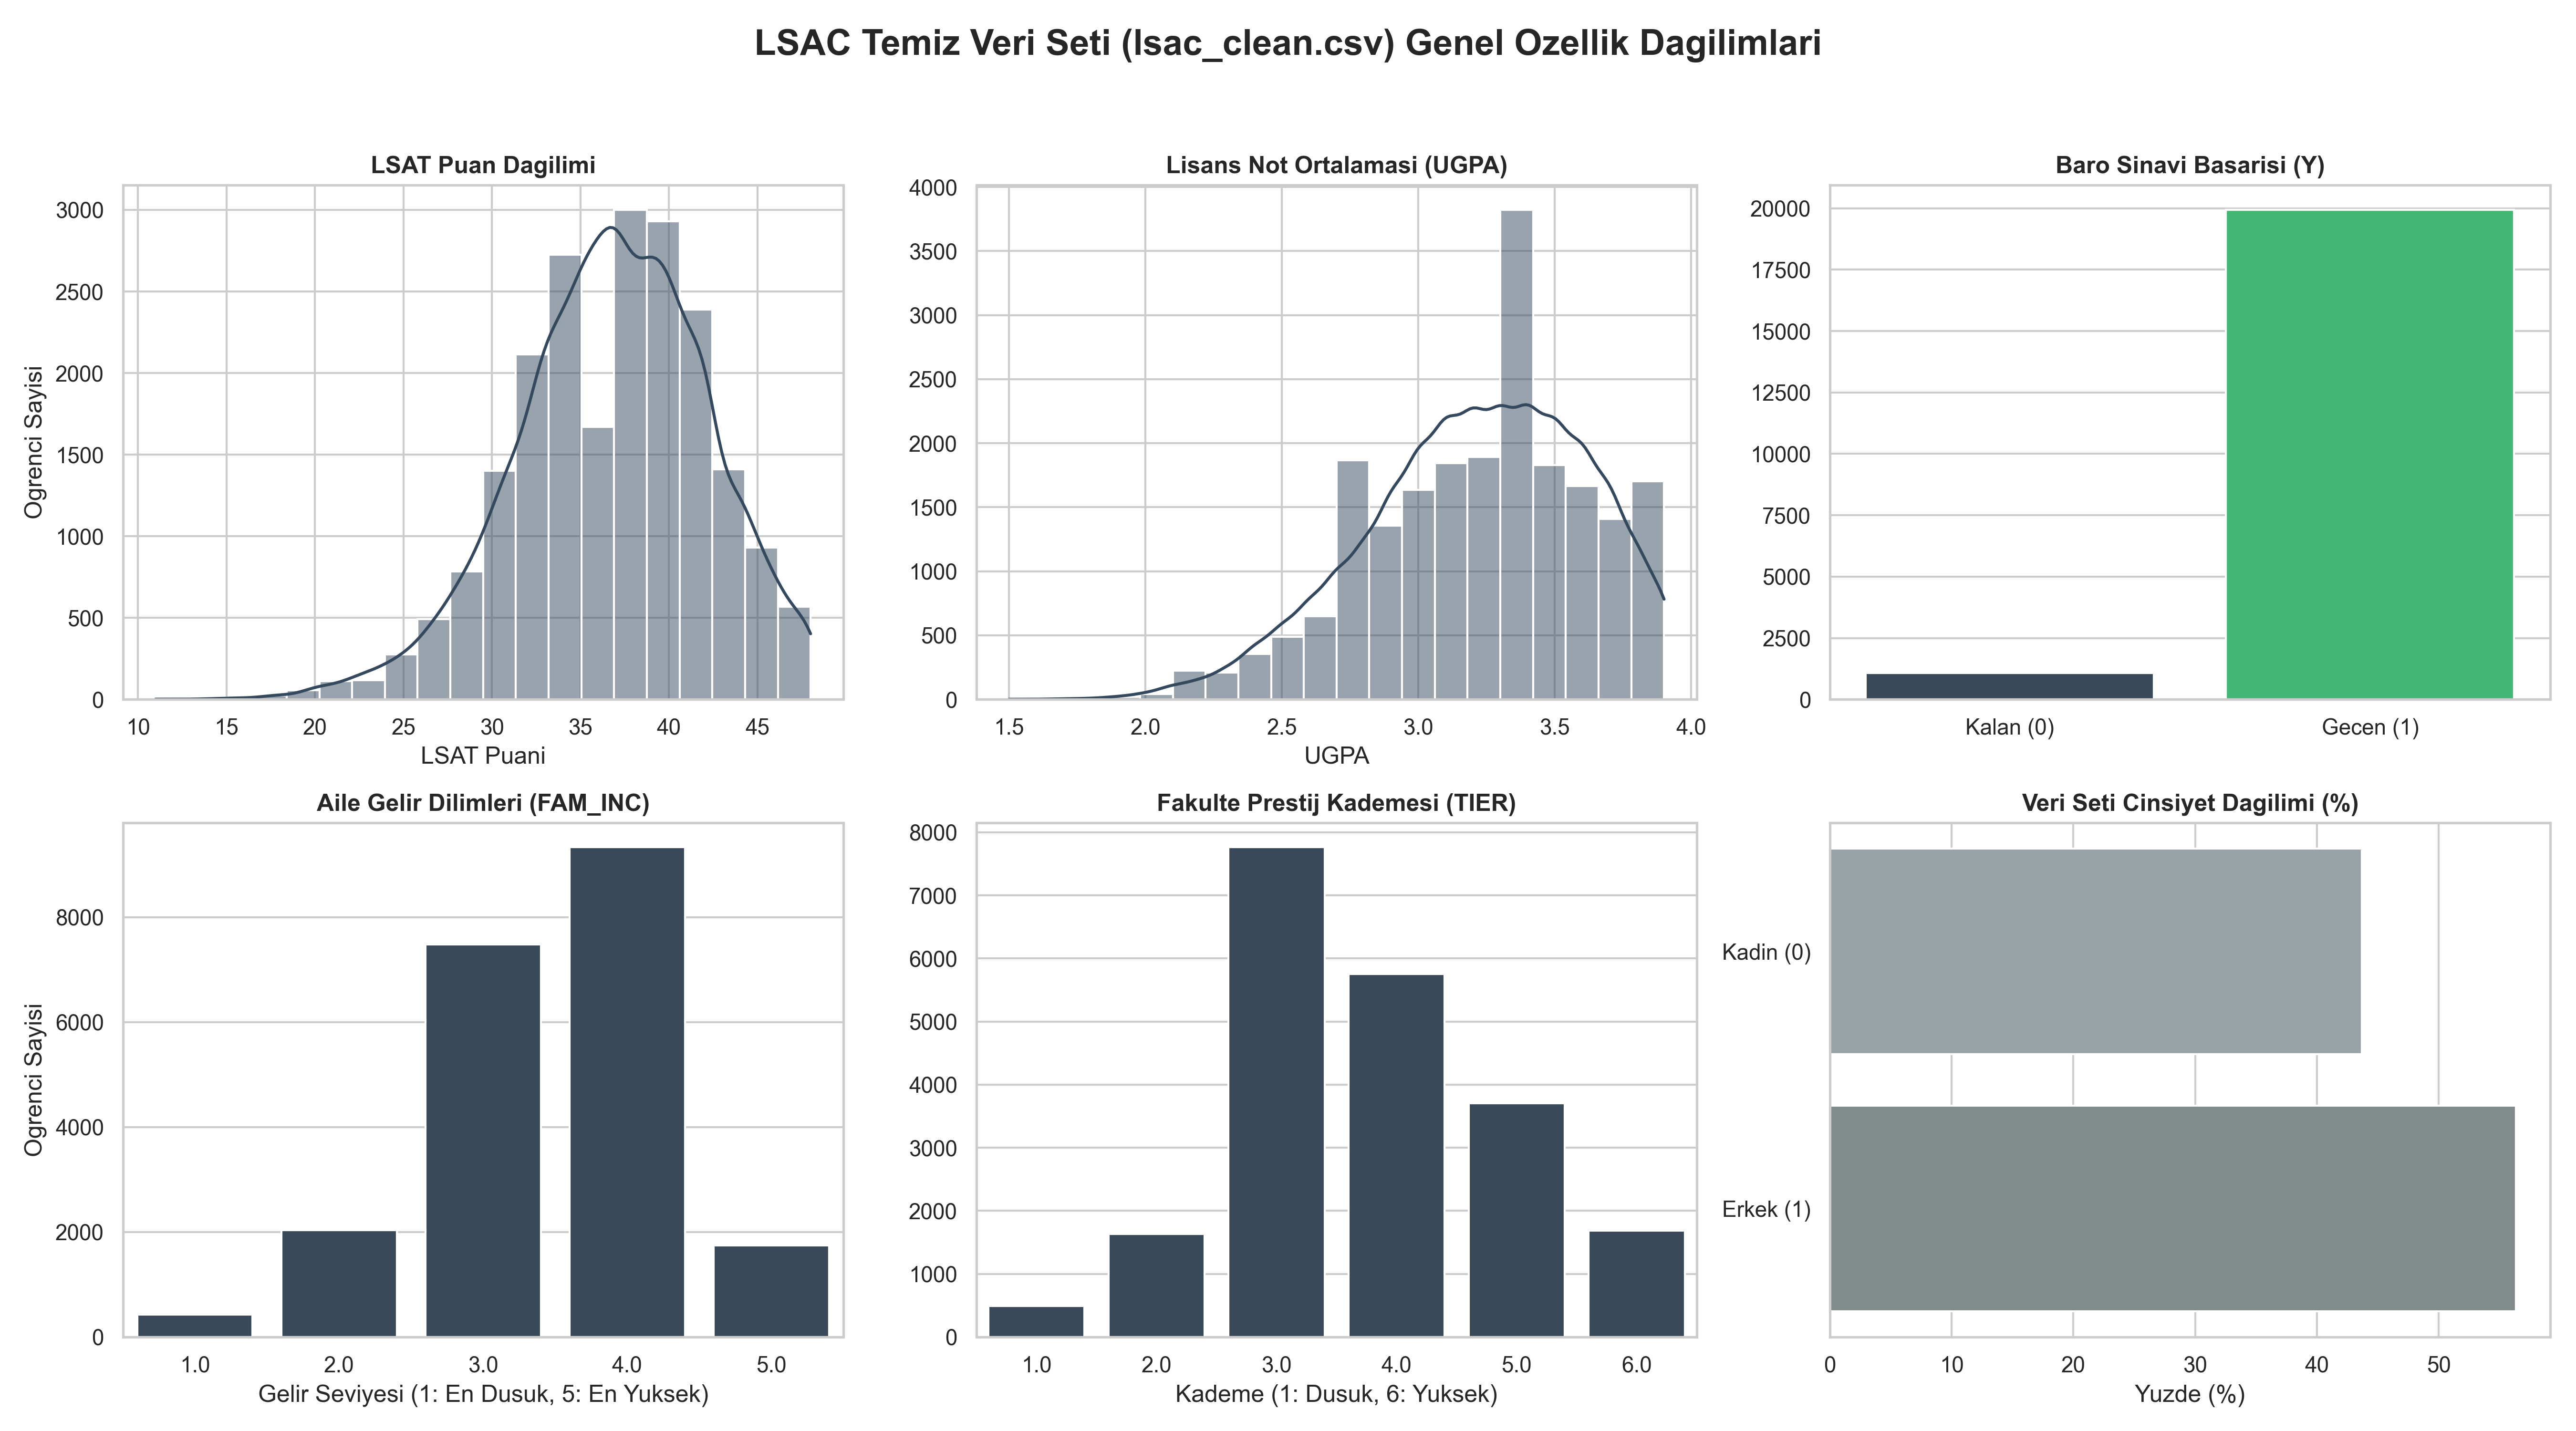 LSAC Temiz Veri Seti (lsac_clean.csv) Genel Ozellik Dagilimlari
LSAT Puan Dagilimi
Ogrenci Sayisi
3000
2500
2000
1500
1000
500
0
10 15 20 25 30 35 40 45
LSAT Puani
Lisans Not Ortalamasi (UGPA)
4000
3500
3000
2500
2000
1500
1000
500
0
1.5 2.0 2.5 3.0 3.5 4.0
UGPA
Baro Sinavi Basarisi (Y)
20000
17500
15000
12500
10000
7500
5000
2500
0
Kalan (0) Gecen (1)
Aile Gelir Dilimleri (FAM_INC)
Ogrenci Sayisi
8000
6000
4000
2000
0
1.0 2.0 3.0 4.0 5.0
Gelir Seviyesi (1: En Dusuk, 5: En Yuksek)
Fakulte Prestij Kademesi (TIER)
8000
7000
6000
5000
4000
3000
2000
1000
0
1.0 2.0 3.0 4.0 5.0 6.0
Kademe (1: Dusuk, 6: Yuksek)
Veri Seti Cinsiyet Dagilimi (%)
Kadin (0)
Erkek (1)
0 10 20 30 40 50
Yuzde (%)